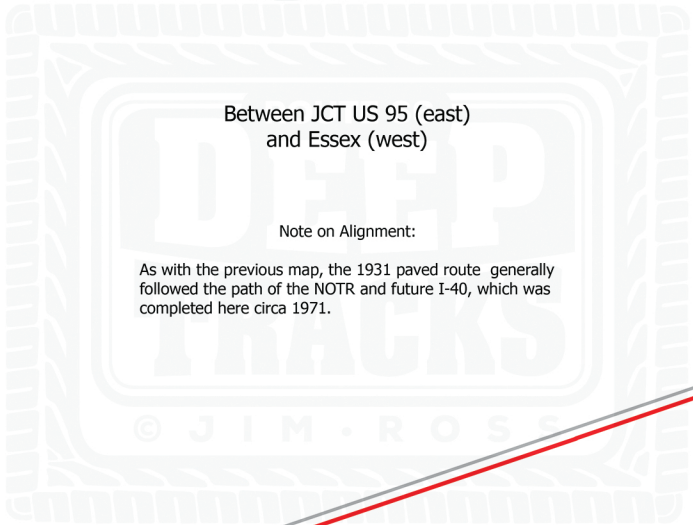 Between JCT US 95 (east)
and Essex (west)
DEEP
Note on Alignment:
As with the previous map, the 1931 paved route generally
followed the path of the NOTR and future I-40, which was
completed here circa 1971.
TRACKS
© JIM • ROSS